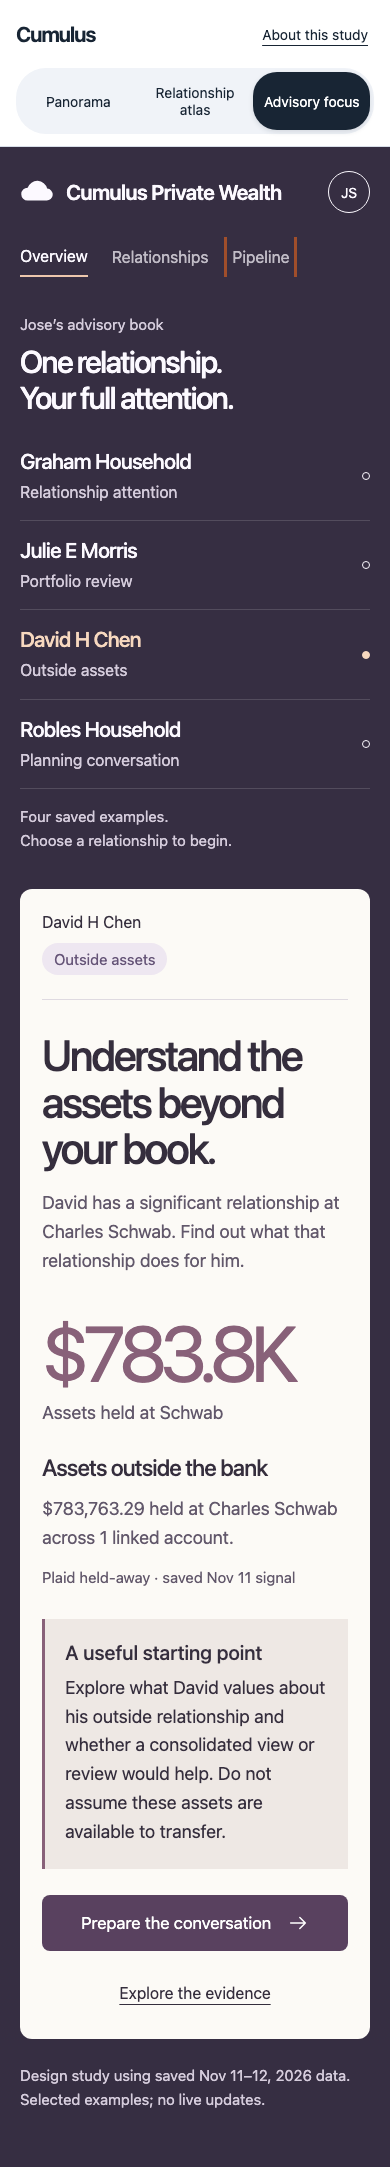 Cumulus
About this study
Panorama
Relationship
atlas
Advisory focus
Cumulus Private Wealth
JS
Overview
Relationships
Pipeline
Jose’s advisory book
One relationship.
Your full attention.
Graham Household
Relationship attention
Julie E Morris
Portfolio review
David H Chen
Outside assets
Robles Household
Planning conversation
Four saved examples.
Choose a relationship to begin.
David H Chen
Outside assets
Understand the
assets beyond
your book.
David has a significant relationship at
Charles Schwab. Find out what that
relationship does for him.
$783.8K
Assets held at Schwab
Assets outside the bank
$783,763.29 held at Charles Schwab
across 1 linked account.
Plaid held-away · saved Nov 11 signal
A useful starting point
Explore what David values about
his outside relationship and
whether a consolidated view or
review would help. Do not
assume these assets are
available to transfer.
Prepare the conversation →
Explore the evidence
Design study using saved Nov 11–12, 2026 data.
Selected examples; no live updates.